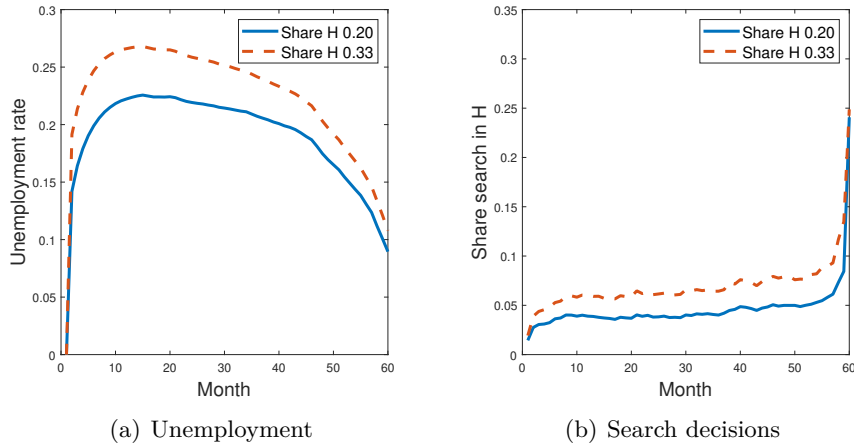 Share H 0.20
Share H 0.33
Unemployment rate
0.3
0.25
0.2
0.15
0.1
0.05
0
0 10 20 30 40 50 60
Month
(a) Unemployment
Share H 0.20
Share H 0.33
Share search in H
0.35
0.3
0.25
0.2
0.15
0.1
0.05
0
0 10 20 30 40 50 60
Month
(b) Search decisions